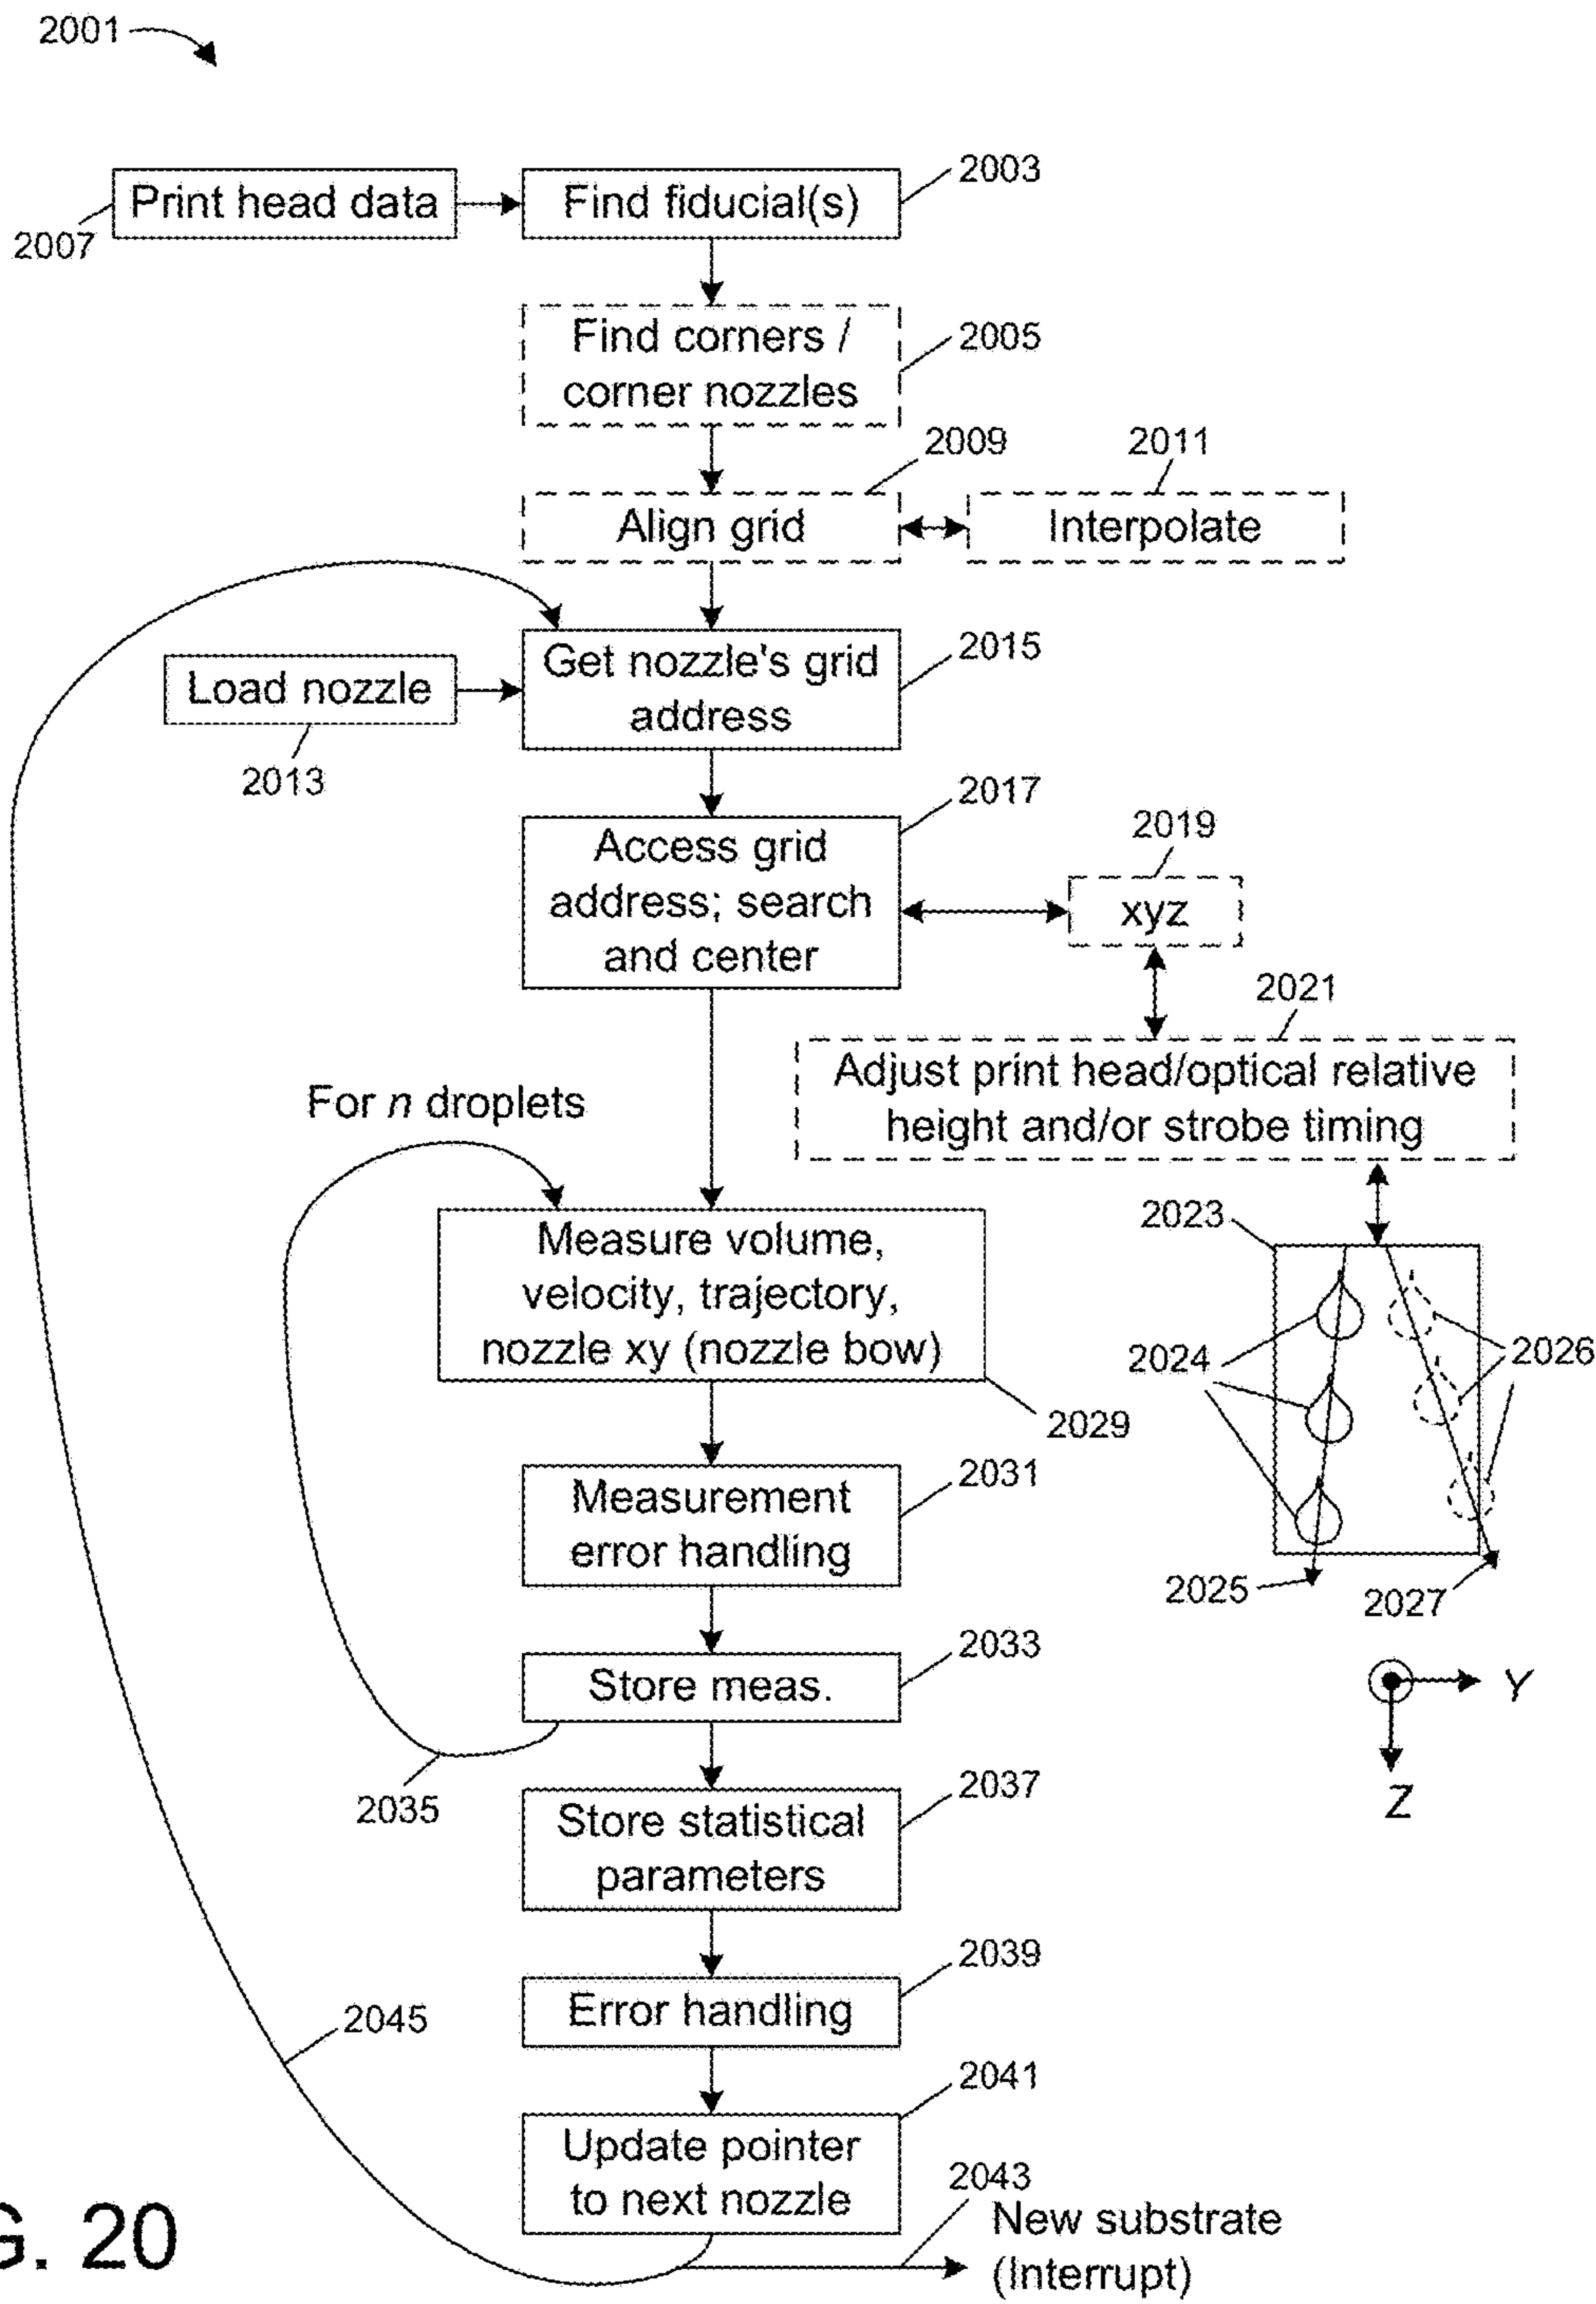 2001
2003
Print head data
Find fiducial(s)
2007
Find corners /
corner nozzles
2005
2009
2011
Align grid
Interpolate
Get nozzle's grid
address
2015
Load nozzle
2013
2017
Access grid
address; search
and center
2019
xyz
2021
Adjust print head/optical relative
height and/or strobe timing
For n droplets
2023
Measure volume,
velocity, trajectory,
nozzle xy (nozzle bow)
2024
2026
2029
2031
Measurement
error handling
2025
2027
2033
Store meas.
Y
Z
2035
2037
Store statistical
parameters
2039
Error handling
2045
2041
Update pointer
to next nozzle
2043
New substrate
(Interrupt)
G. 20